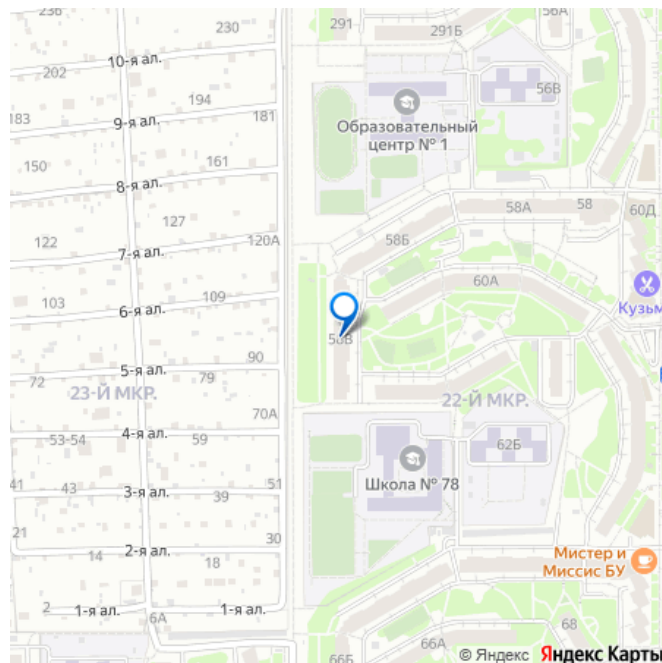 236
230
291
291Б
56А
10-я ал.
202
56В
194
181
183
9-я ал.
Образовательный
центр № 1
150
161
8-я ал.
58А
58
60Д
127
122
120А
58Б
7-я ал.
60А
103
109
Кузьм
6-я ал.
58В
90
5-я ал.
72
79
23-Й МКР.
22-Й МКР.
70А
53-54
4-я ал.
59
62Б
41
43
51
Школа № 78
3-я ал.
39
21
30
2-я ал.
14
18
Мистер и
Миссис БУ
2
1-я ал.
1-я ал.
6А
68
66А
66Б
© Яндекс Яндекс Карты